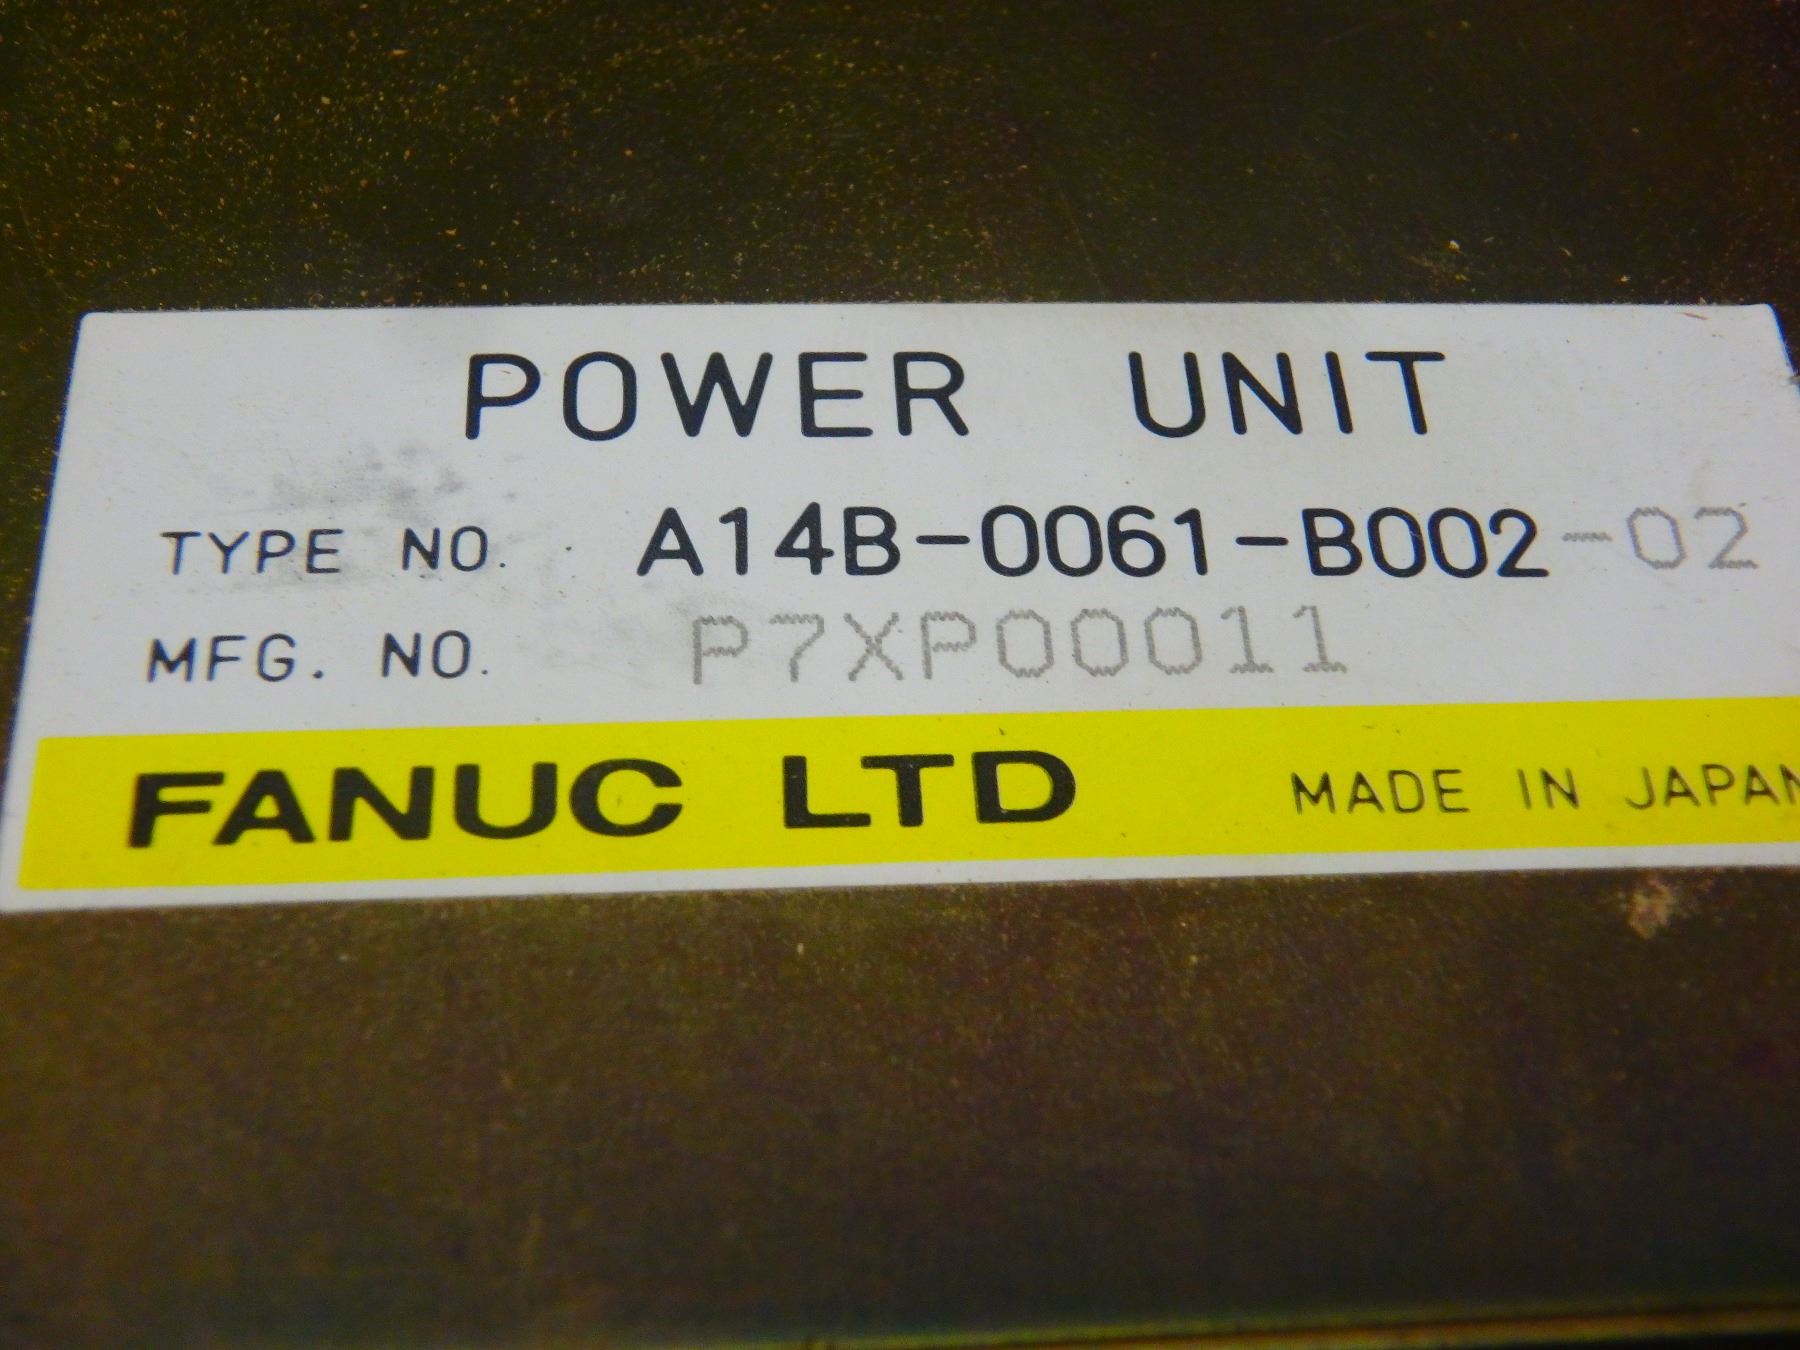 POWER UNIT
TYPE NO. A14B-0061-B002-02
MFG. NO. P7XP00011
FANUC LTD MADE IN JAPAN